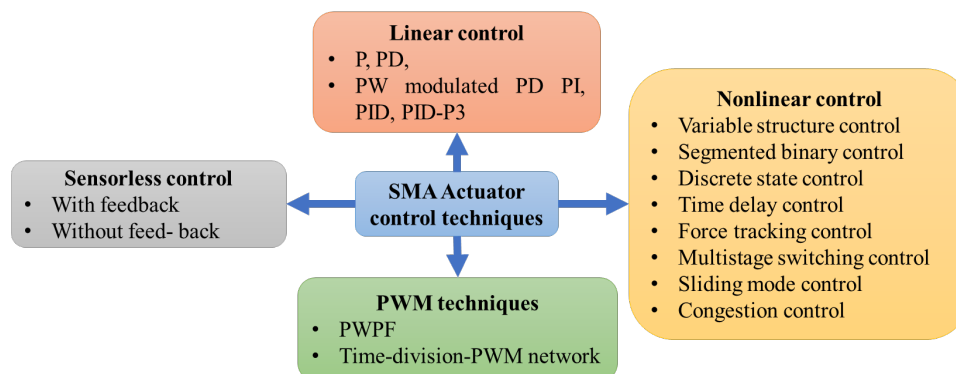 Linear control
• P, PD,
• PW modulated PD PI,
PID, PID-P3
Nonlinear control
• Variable structure control
• Segmented binary control
• Discrete state control
• Time delay control
• Force tracking control
• Multistage switching control
• Sliding mode control
• Congestion control
Sensorless control
• With feedback
• Without feed- back
SMA Actuator
control techniques
PWM techniques
• PWPF
• Time-division-PWM network